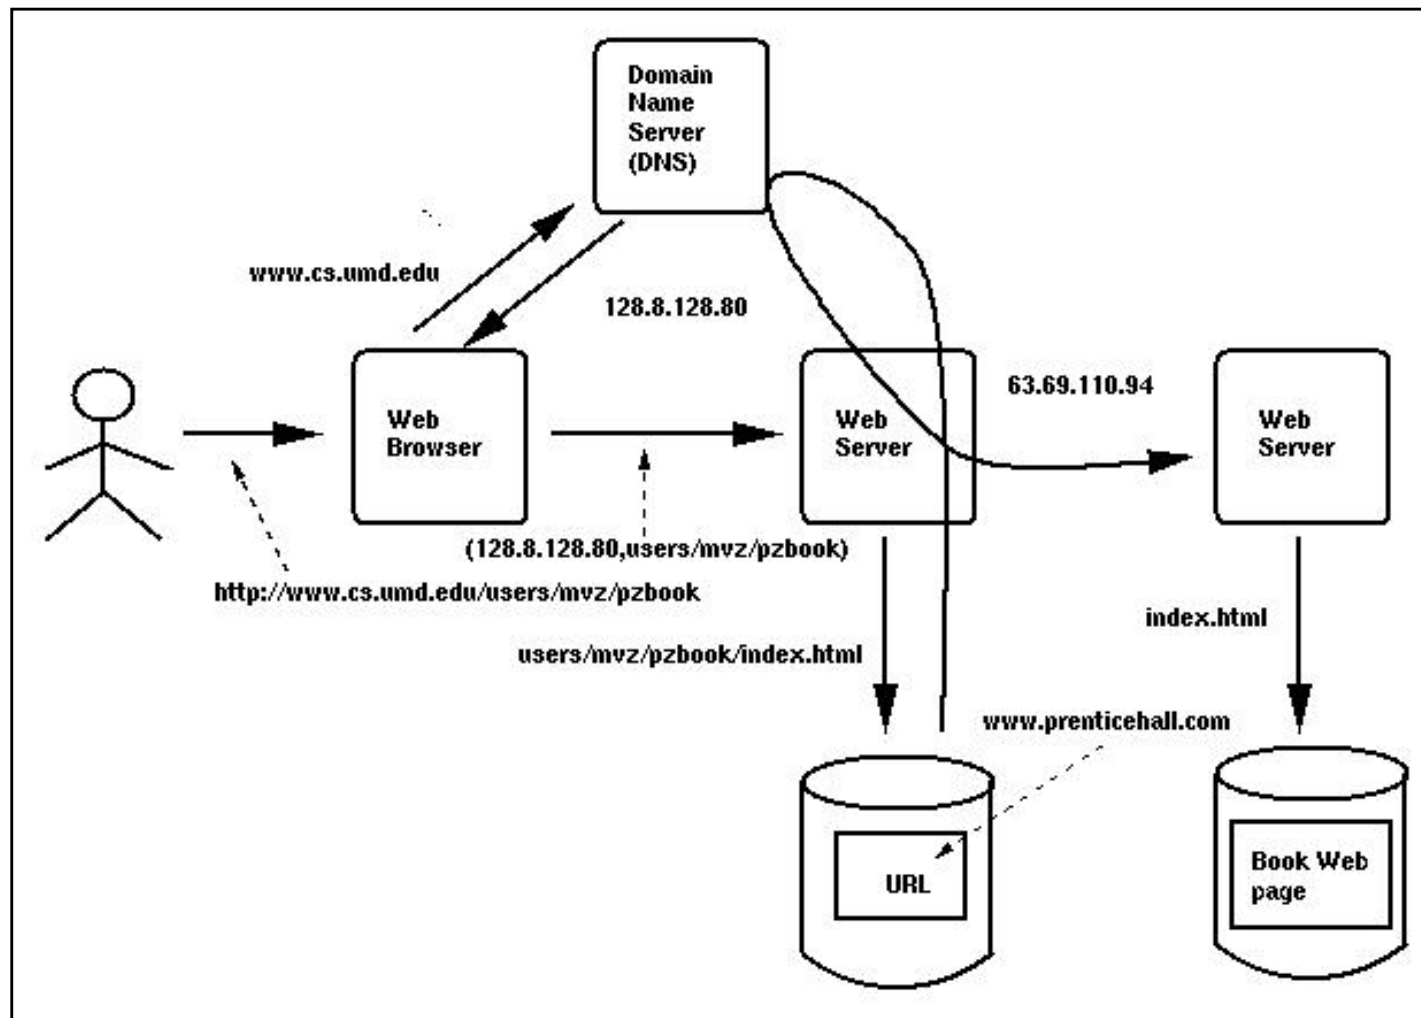 Domain
Name
Server
(DNS)
www.cs.umd.edu
128.8.128.80
Web
Browser
Web
Server
63.69.110.94
Web
Server
(128.8.128.80,users/mvz/pzbook)
http://www.cs.umd.edu/users/mvz/pzbook
users/mvz/pzbook/index.html
index.html
www.prenticehall.com
URL
Book Web
page